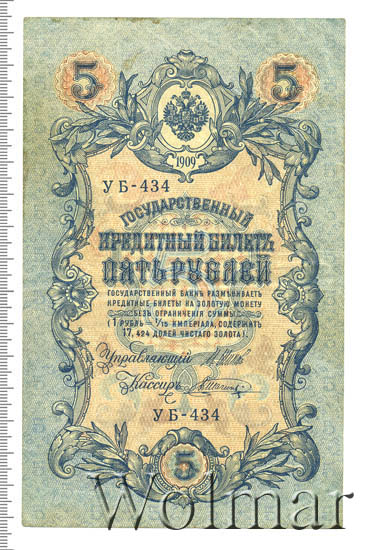 5 5
1909
УБ-434
ГОСУДАРСТВЕННЫЙ
КРЕДИТНЫЙ БИЛЕТЪ
ПЯТЬ РУБЛЕЙ
ГОСУДАРСТВЕННЫЙ БАНКЪ РАЗМѢНИВАЕТЪ
КРЕДИТНЫЕ БИЛЕТЫ НА ЗОЛОТУЮ МОНЕТУ
БЕЗЪ ОГРАНИЧЕНІЯ СУММЫ
(1 РУБЛЬ = 1/15 ИМПЕРІАЛА, СОДЕРЖИТЪ
17,424 ДОЛЕЙ ЧИСТАГО ЗОЛОТА).
Управляющій
Кассиръ
УБ-434
5
Wolmar